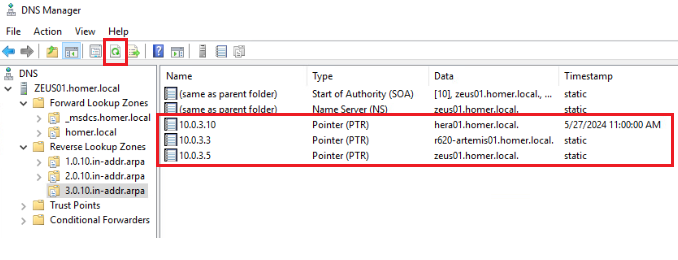 DNS Manager
File Action View Help
DNS
ZEUS01.homer.local
Forward Lookup Zones
_msdcs.homer.local
homer.local
Reverse Lookup Zones
1.0.10.in-addr.arpa
2.0.10.in-addr.arpa
3.0.10.in-addr.arpa
Trust Points
Conditional Forwarders
Name Type Data Timestamp
(same as parent folder) Start of Authority (SOA) [10], zeus01.homer.local., ... static
(same as parent folder) Name Server (NS) zeus01.homer.local. static
10.0.3.10 Pointer (PTR) hera01.homer.local. 5/27/2024 11:00:00 AM
10.0.3.3 Pointer (PTR) r620-artemis01.homer.local. static
10.0.3.5 Pointer (PTR) zeus01.homer.local. static